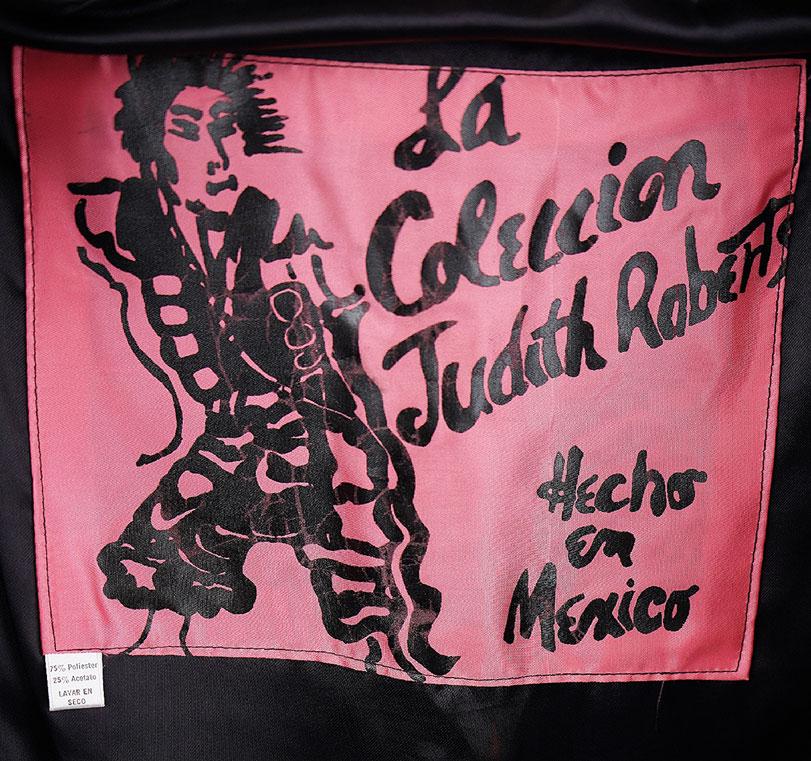 La
Coleccion
Judith Roberts
Hecho
en
Mexico
75% Poliester
25% Acetato
LAVAR EN
SECO